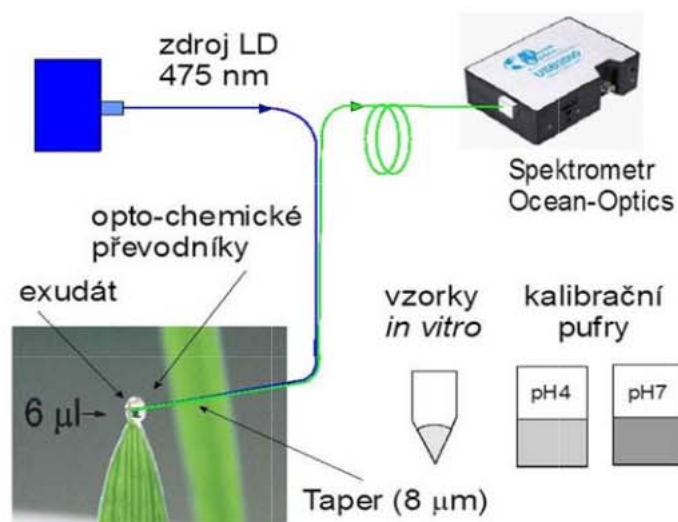 zdroj LD
475 nm
USB2000
Spektrometr
Ocean-Optics
opto-chemické
převodníky
exudát
vzorky
in vitro
kalibrační
pufry
6 µl
pH4
pH7
Taper (8 µm)